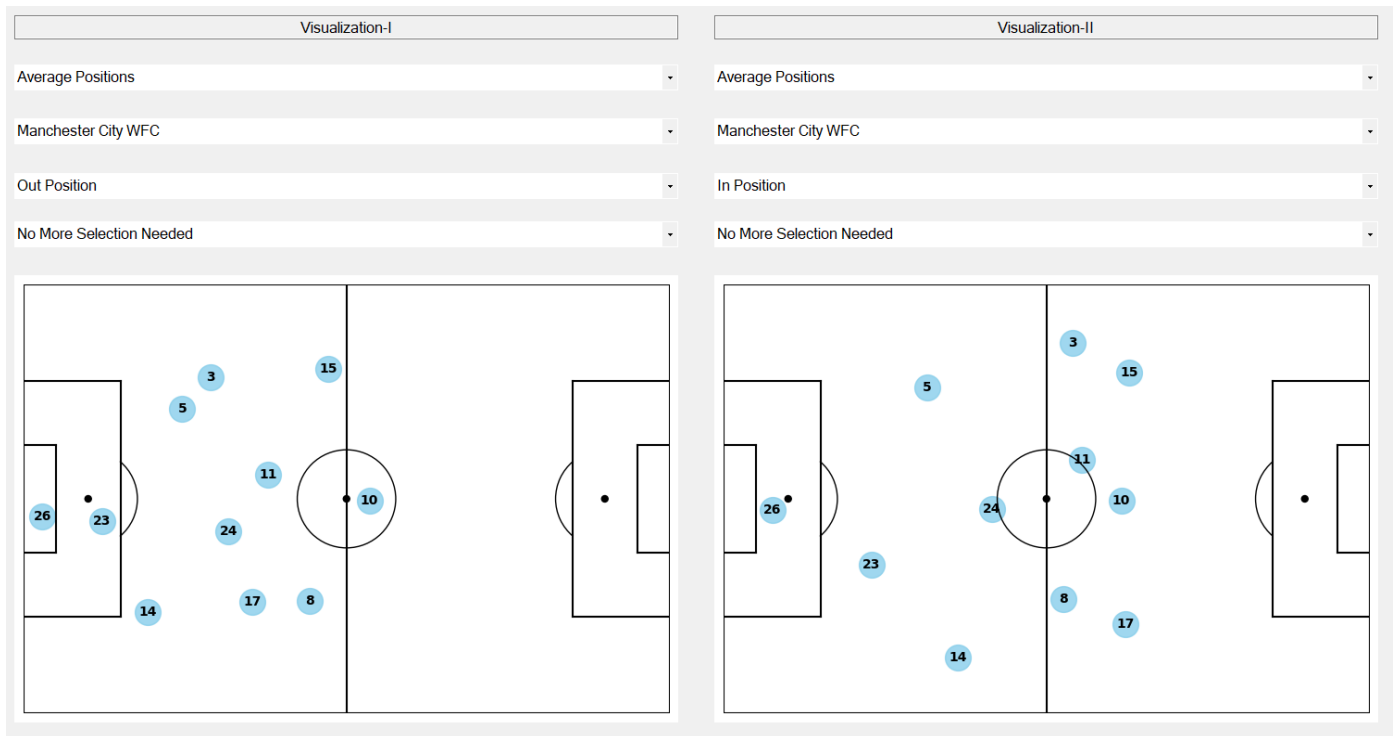 Visualization-I
Average Positions
Manchester City WFC
Out Position
No More Selection Needed
3
15
5
11
10
26
23
24
14
17
8
Visualization-II
Average Positions
Manchester City WFC
In Position
No More Selection Needed
3
15
5
11
10
26
24
23
8
17
14